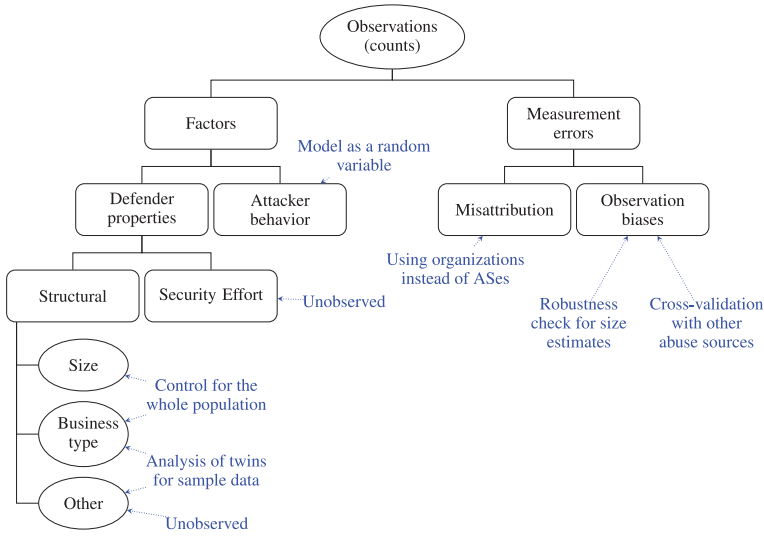 Observations
(counts)
Factors
Measurement
errors
Model as a random
variable
Defender
properties
Attacker
behavior
Misattribution
Observation
biases
Using organizations
instead of ASes
Structural
Security Effort
Unobserved
Robustness
check for size
estimates
Cross-validation
with other
abuse sources
Size
Control for the
whole population
Business
type
Analysis of twins
for sample data
Other
Unobserved